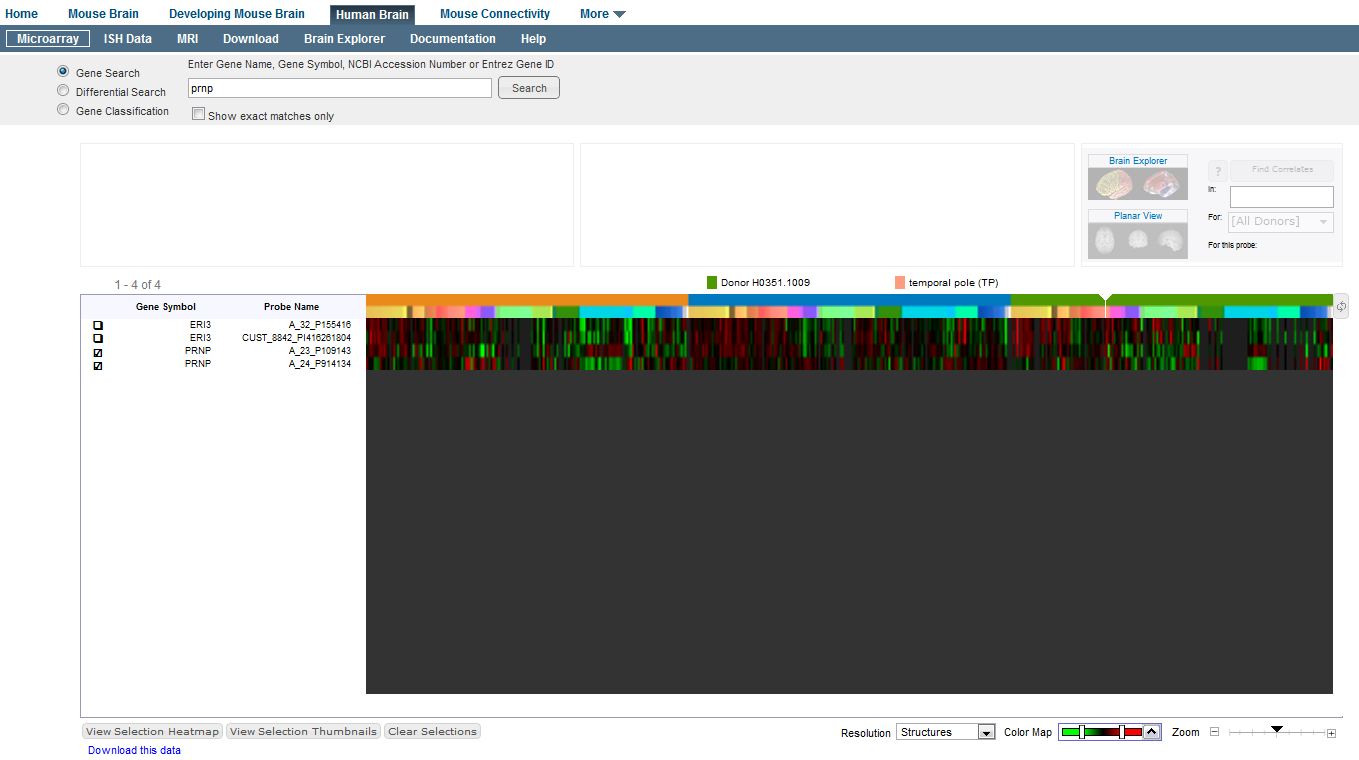 Home Mouse Brain Developing Mouse Brain Human Brain Mouse Connectivity More
Microarray ISH Data MRI Download Brain Explorer Documentation Help
Enter Gene Name, Gene Symbol, NCBI Accession Number or Entrez Gene ID
Gene Search
prnp Search
Differential Search
Gene Classification
Show exact matches only
Brain Explorer
? Find Correlates
In:
Planar View
For: [All Donors]
For this probe:
1 - 4 of 4
Donor H0351.1009 temporal pole (TP)
Gene Symbol Probe Name
ERI3 A_32_P155416
ERI3 CUST_8842_PI416261804
PRNP A_23_P109143
PRNP A_24_P914134
View Selection Heatmap View Selection Thumbnails Clear Selections
Resolution Structures Color Map Zoom
Download this data